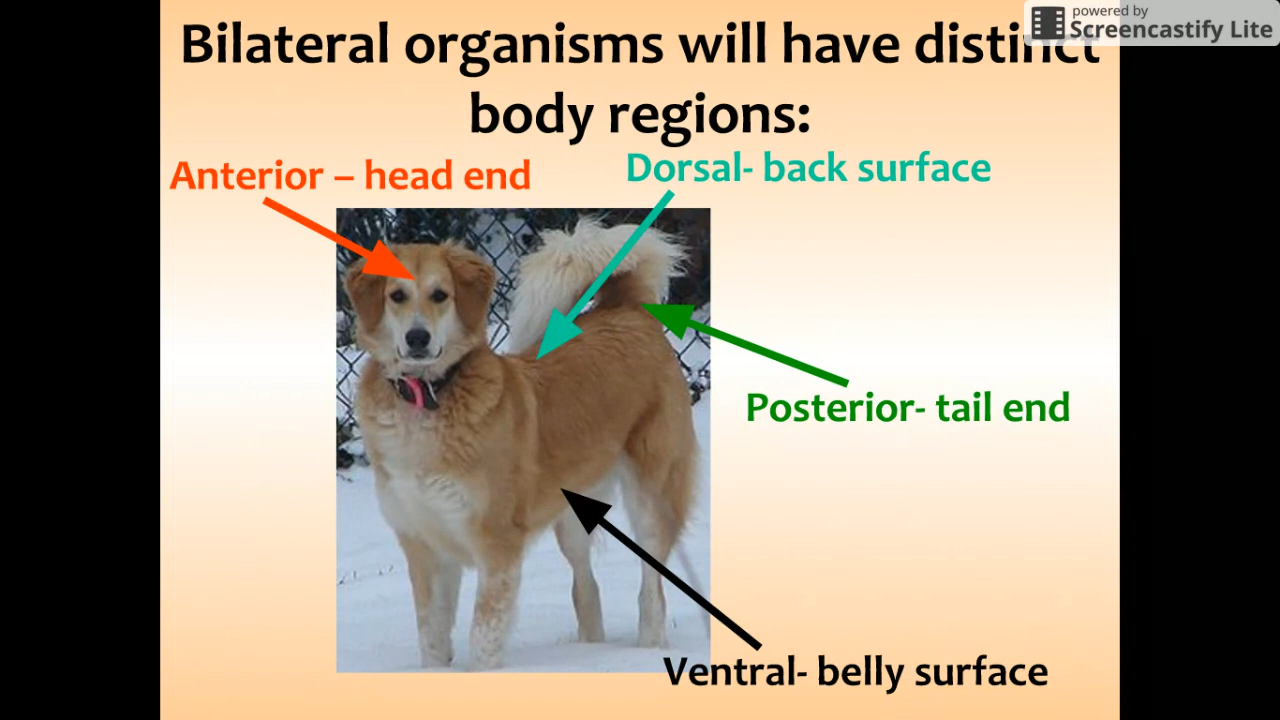 powered by
Screencastify Lite
Bilateral organisms will have distinct
body regions:
Anterior – head end
Dorsal- back surface
Posterior- tail end
Ventral- belly surface